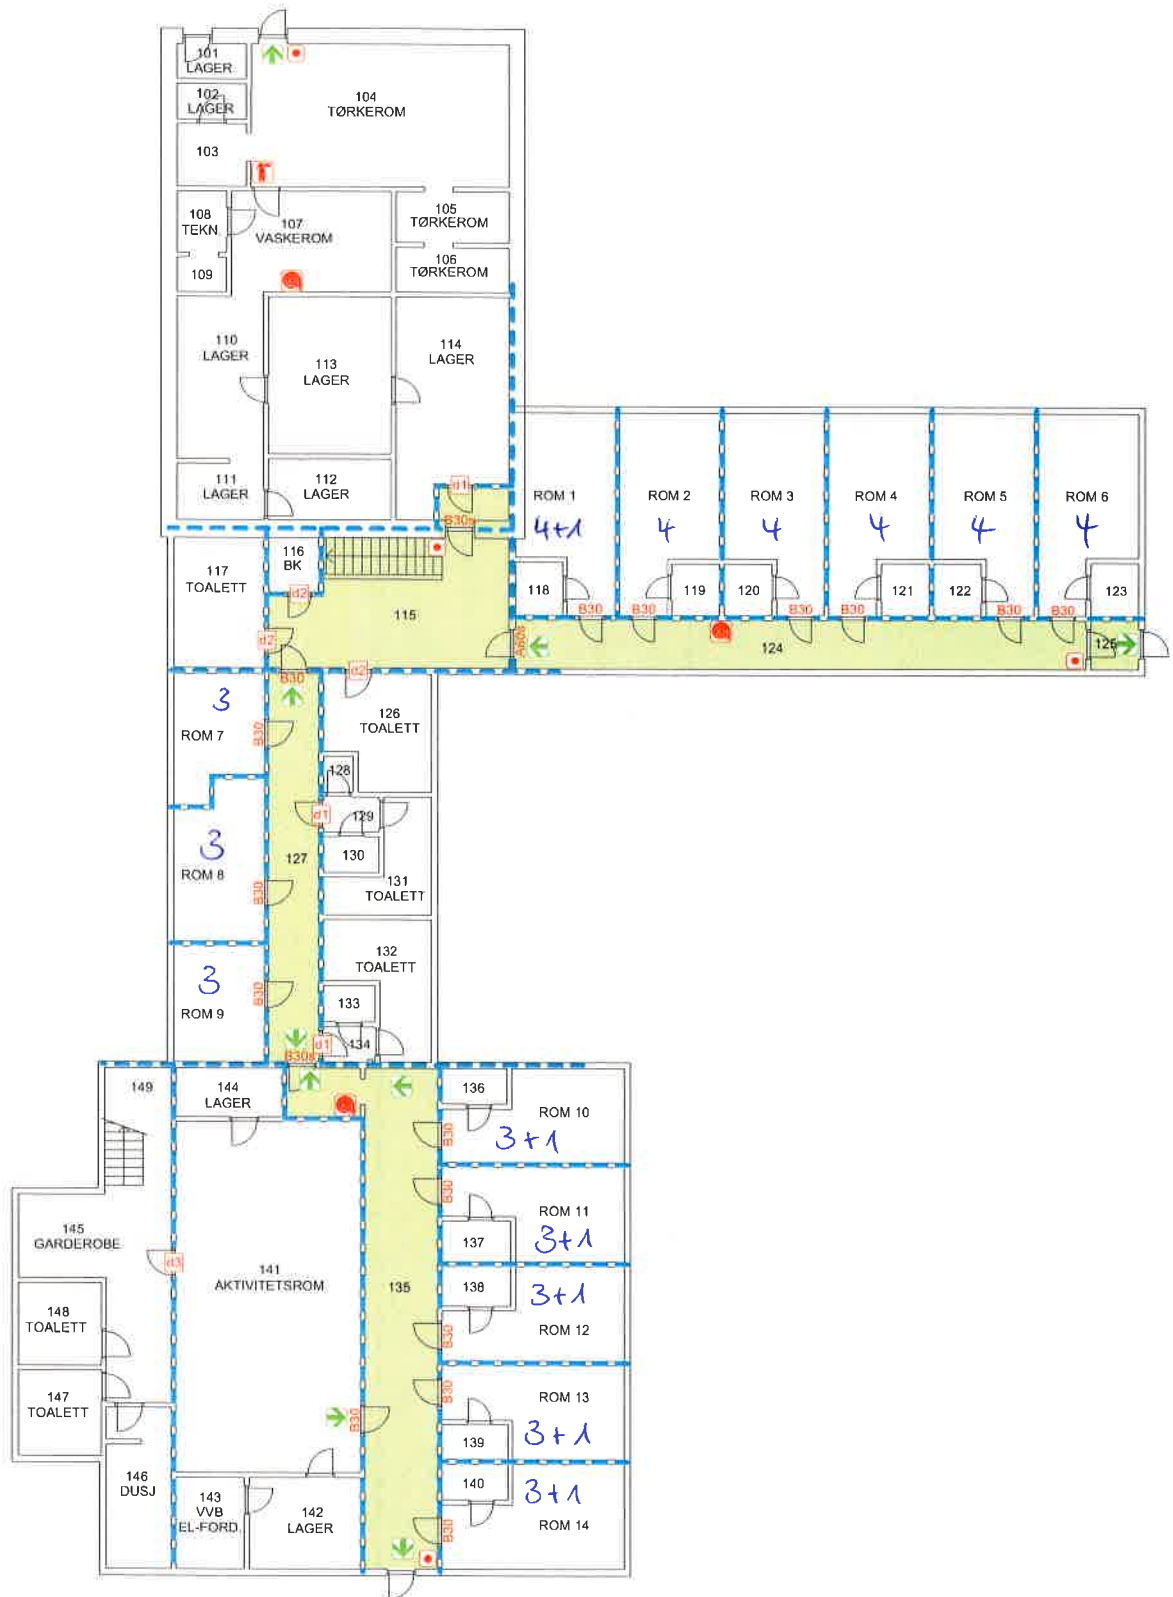 101
LAGER
102
LAGER
103
104
TØRKEROM
105
TØRKEROM
106
TØRKEROM
107
VASKEROM
108
TEKN.
109
110
LAGER
113
LAGER
114
LAGER
111
LAGER
112
LAGER
d1
B30s
ROM 1
4+1
ROM 2
4
ROM 3
4
ROM 4
4
ROM 5
4
ROM 6
4
117
TOALETT
116
BK
d2
115
d2
118
119
120
121
122
123
B30
B30
B30
B30
B30
B30
A60s
124
125
B30
d2
3
ROM 7
B30
126
TOALETT
128
d1
129
130
3
ROM 8
127
B30
131
TOALETT
3
ROM 9
B30
132
TOALETT
133
d1
134
B30s
149
144
LAGER
136
ROM 10
3+1
B30
B30
ROM 11
3+1
137
138
3+1
ROM 12
B30
145
GARDEROBE
d3
141
AKTIVITETSROM
135
148
TOALETT
147
TOALETT
B30
ROM 13
3+1
139
140
3+1
ROM 14
B30
B30
146
DUSJ
143
VVB
EL-FORD.
142
LAGER